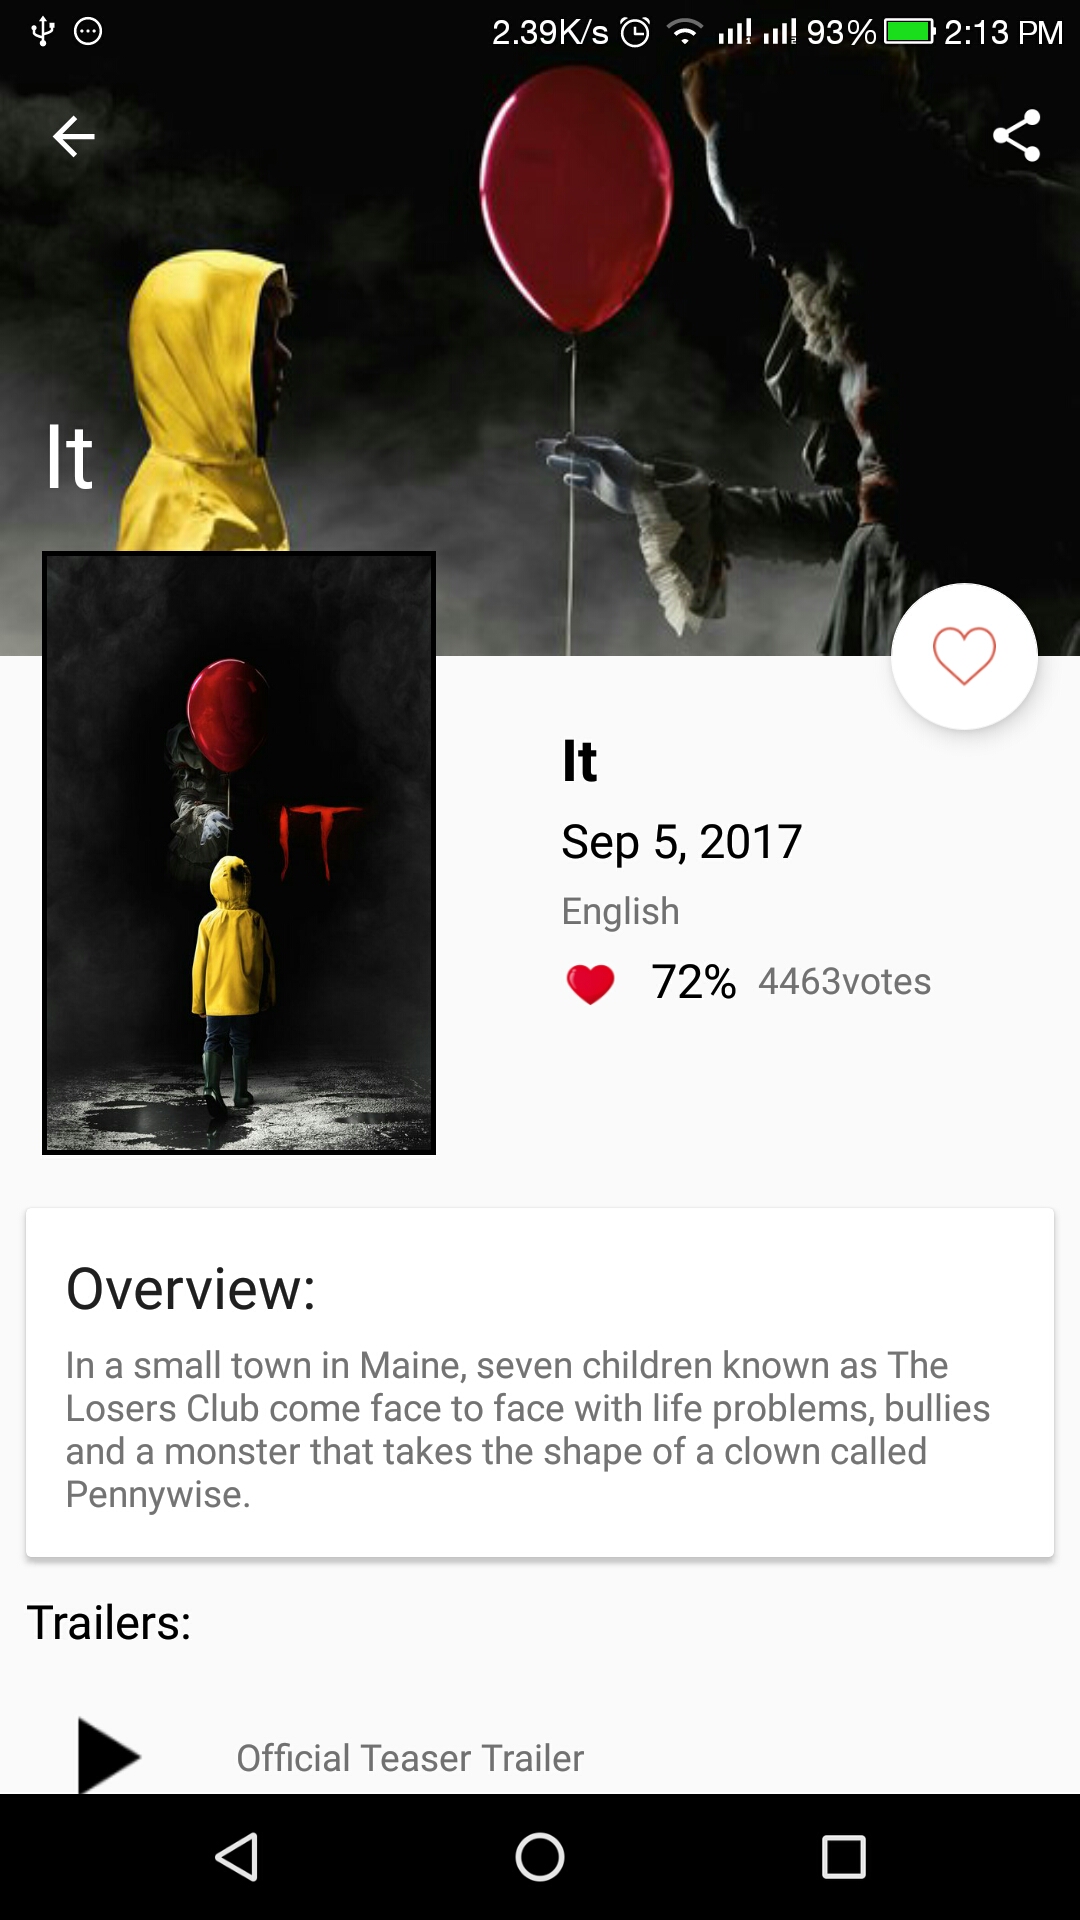 2.39K/s 93% 2:13 PM
It
IT
It
Sep 5, 2017
English
72% 4463votes
Overview:
In a small town in Maine, seven children known as The
Losers Club come face to face with life problems, bullies
and a monster that takes the shape of a clown called
Pennywise.
Trailers:
Official Teaser Trailer